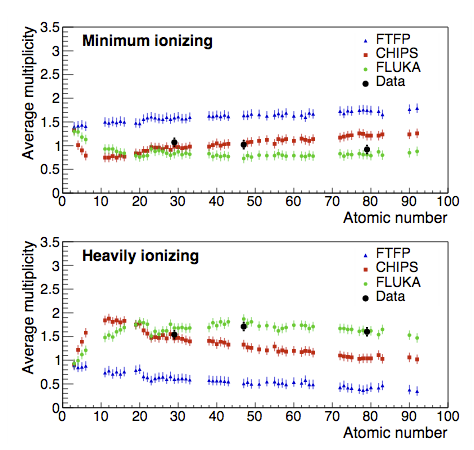 Minimum ionizing
FTFP
CHIPS
FLUKA
Data
Average multiplicity
3.5
3
2.5
2
1.5
1
0.5
0
0 10 20 30 40 50 60 70 80 90 100
Atomic number
Heavily ionizing
FTFP
CHIPS
FLUKA
Data
Average multiplicity
3.5
3
2.5
2
1.5
1
0.5
0
0 10 20 30 40 50 60 70 80 90 100
Atomic number